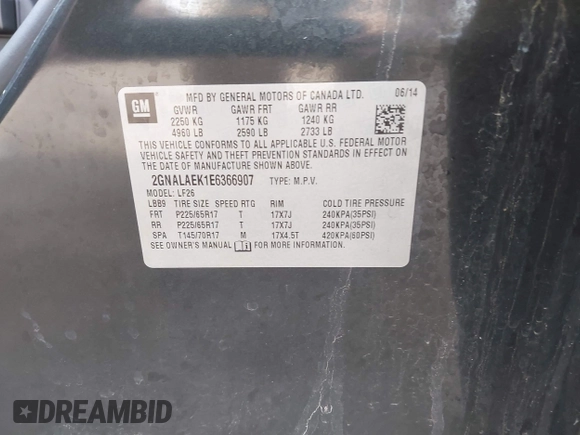 GM
MFD BY GENERAL MOTORS OF CANADA LTD. 06/14
GVWR GAWR FRT GAWR RR
2250 KG 1175 KG 1240 KG
4960 LB 2590 LB 2733 LB
THIS VEHICLE CONFORMS TO ALL APPLICABLE U.S. FEDERAL MOTOR
VEHICLE SAFETY AND THEFT PREVENTION STANDARDS IN EFFECT ON
THE DATE OF MANUFACTURE SHOWN ABOVE.
2GNALAEK1E6366907 TYPE: M.P.V.
MODEL: LF26
LBB9 TIRE SIZE SPEED RTG RIM COLD TIRE PRESSURE
FRT P225/65R17 T 17X7J 240KPA(35PSI)
RR P225/65R17 T 17X7J 240KPA(35PSI)
SPA T145/70R17 M 17X4.5T 420KPA(60PSI)
SEE OWNER'S MANUAL FOR MORE INFORMATION.
DREAMBID